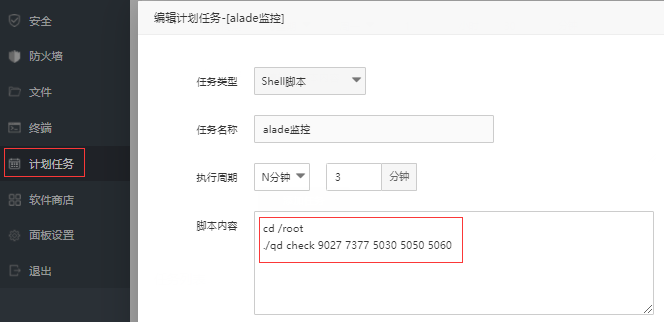 安全
防火墙
文件
终端
计划任务
软件商店
面板设置
退出
编辑计划任务-[alade监控]
任务类型 Shell脚本
任务名称 alade监控
执行周期 N分钟 3 分钟
脚本内容 cd /root
./qd check 9027 7377 5030 5050 5060